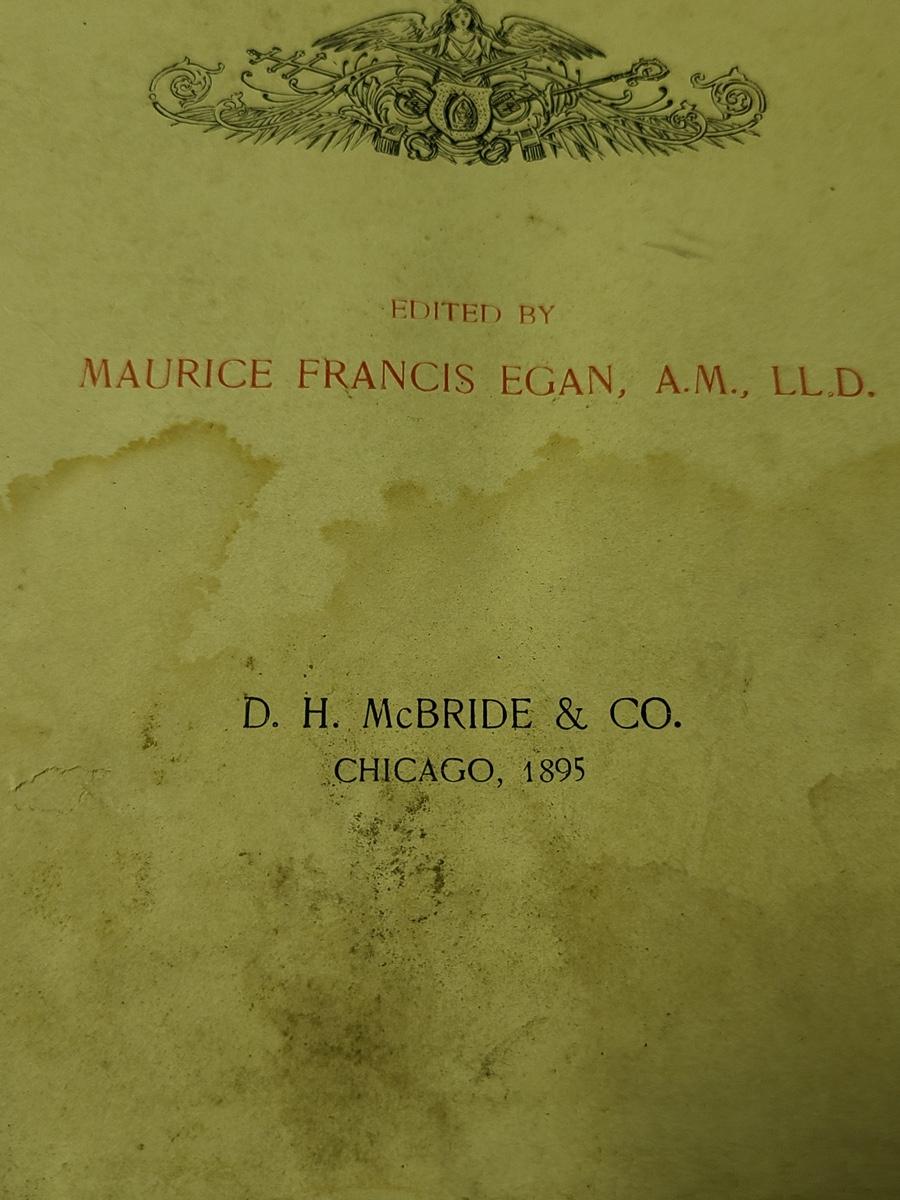 EDITED BY
MAURICE FRANCIS EGAN, A.M., LL.D.
D. H. McBRIDE & CO.
CHICAGO, 1895